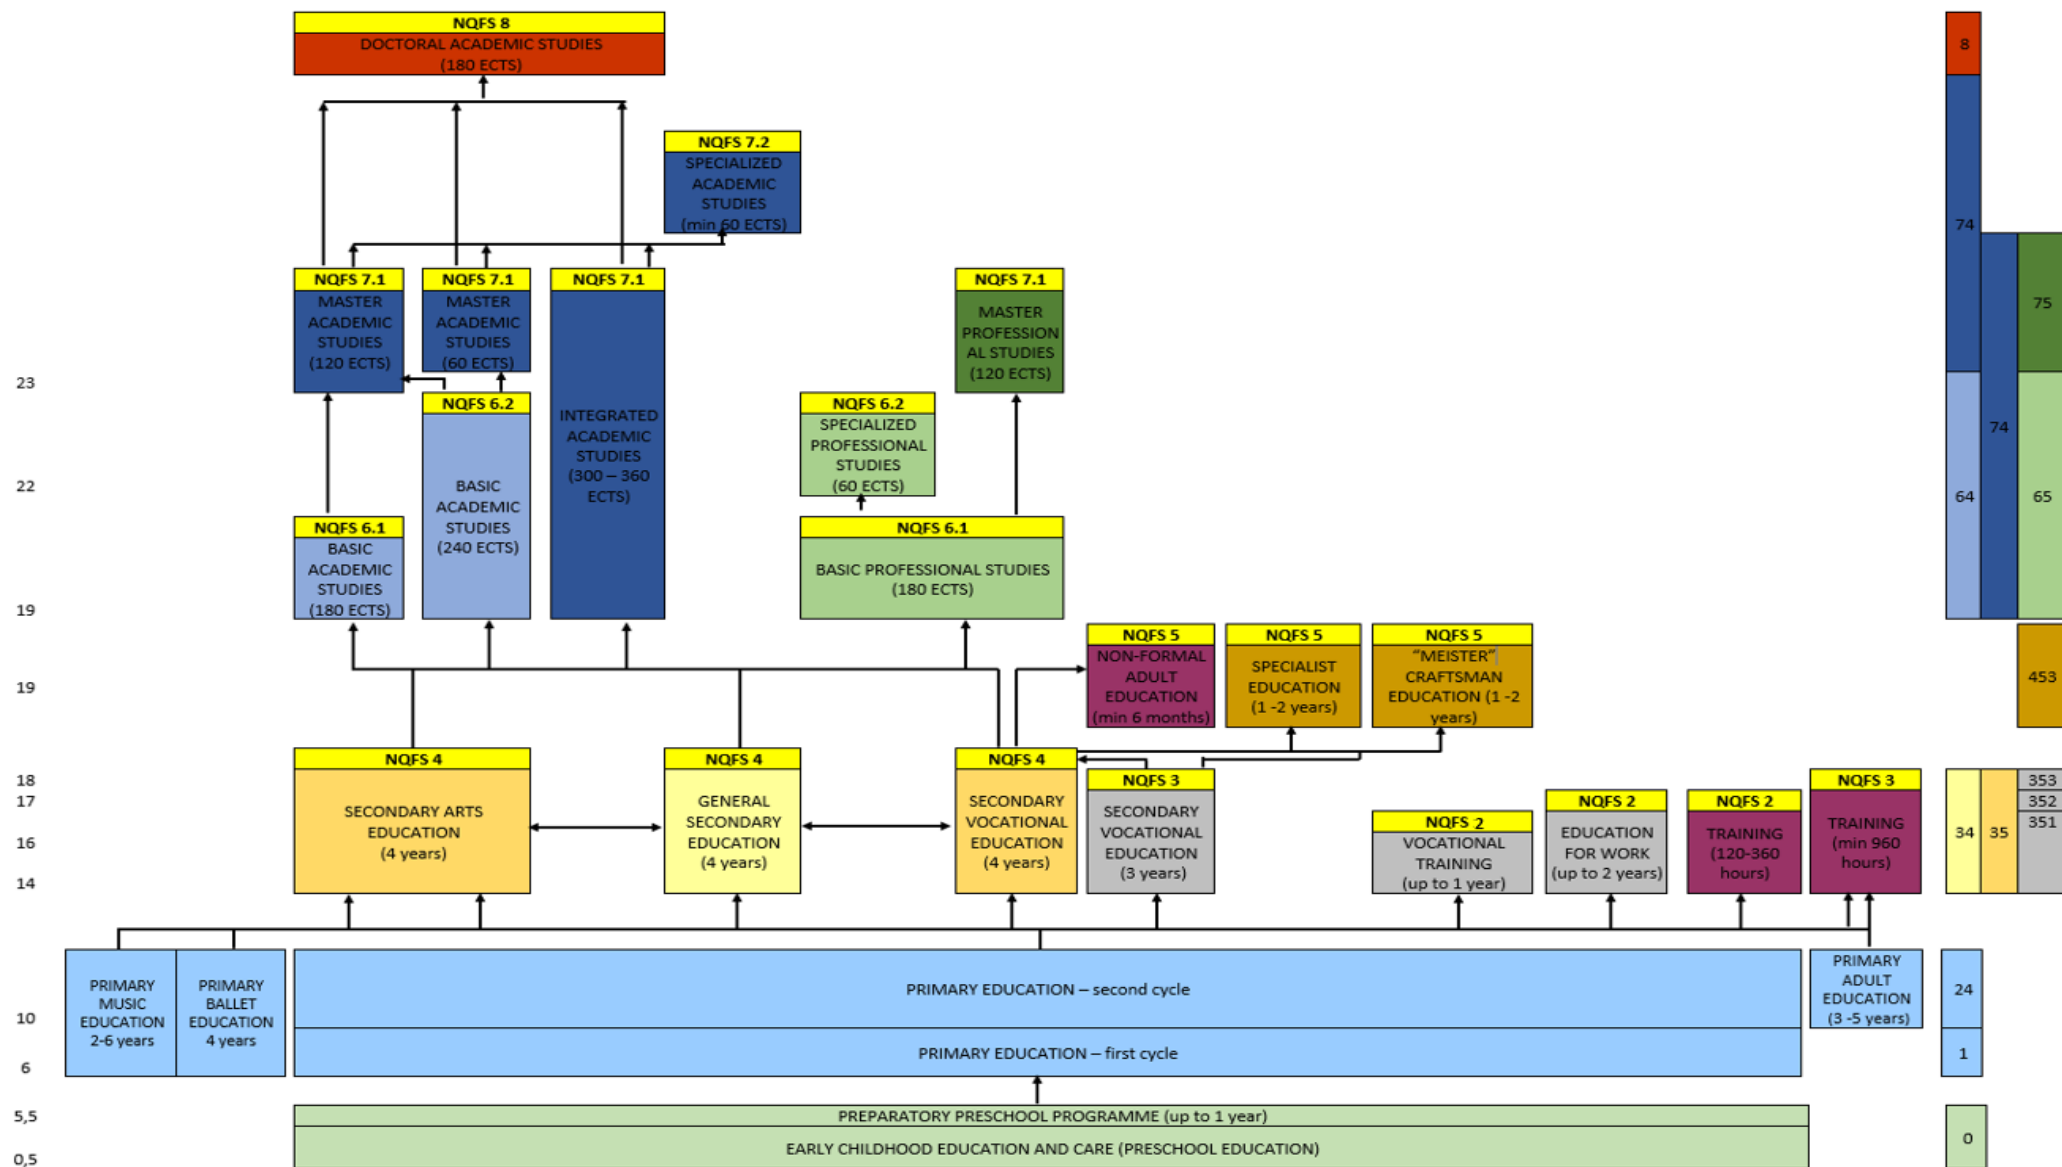 NQFS 8
DOCTORAL ACADEMIC STUDIES
(180 ECTS)
8
NQFS 7.2
SPECIALIZED
ACADEMIC
STUDIES
(min 60 ECTS)
74
NQFS 7.1
MASTER
ACADEMIC
STUDIES
(120 ECTS)
NQFS 7.1
MASTER
ACADEMIC
STUDIES
(60 ECTS)
NQFS 7.1
INTEGRATED
ACADEMIC
STUDIES
(300 – 360
ECTS)
NQFS 7.1
MASTER
PROFESSION
AL STUDIES
(120 ECTS)
75
23
NQFS 6.2
BASIC
ACADEMIC
STUDIES
(240 ECTS)
NQFS 6.2
SPECIALIZED
PROFESSIONAL
STUDIES
(60 ECTS)
74
22
64
65
NQFS 6.1
BASIC
ACADEMIC
STUDIES
(180 ECTS)
NQFS 6.1
BASIC PROFESSIONAL STUDIES
(180 ECTS)
19
NQFS 5
NON-FORMAL
ADULT
EDUCATION
(min 6 months)
NQFS 5
SPECIALIST
EDUCATION
(1 -2 years)
NQFS 5
“MEISTER”
CRAFTSMAN
EDUCATION (1 -2
years)
453
19
NQFS 4
SECONDARY ARTS
EDUCATION
(4 years)
NQFS 4
GENERAL
SECONDARY
EDUCATION
(4 years)
NQFS 4
SECONDARY
VOCATIONAL
EDUCATION
(4 years)
NQFS 3
SECONDARY
VOCATIONAL
EDUCATION
(3 years)
NQFS 2
VOCATIONAL
TRAINING
(up to 1 year)
NQFS 2
EDUCATION
FOR WORK
(up to 2 years)
NQFS 2
TRAINING
(120-360
hours)
NQFS 3
TRAINING
(min 960
hours)
34
35
353
352
351
18
17
16
14
PRIMARY
MUSIC
EDUCATION
2-6 years
PRIMARY
BALLET
EDUCATION
4 years
PRIMARY EDUCATION – second cycle
PRIMARY
ADULT
EDUCATION
(3 -5 years)
24
10
PRIMARY EDUCATION – first cycle
1
6
5,5
PREPARATORY PRESCHOOL PROGRAMME (up to 1 year)
0
EARLY CHILDHOOD EDUCATION AND CARE (PRESCHOOL EDUCATION)
0,5